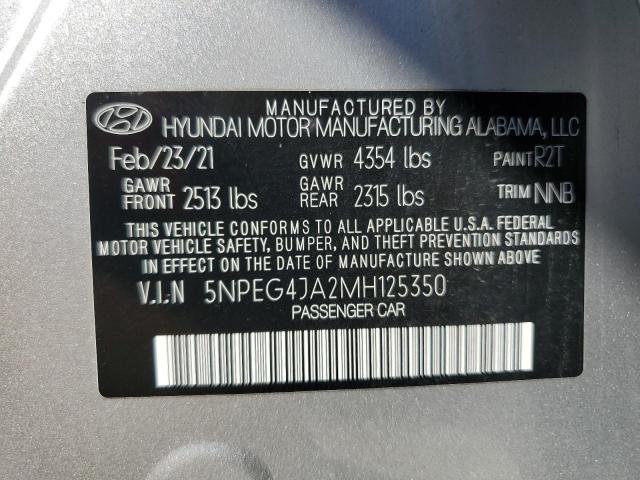 MANUFACTURED BY
HYUNDAI MOTOR MANUFACTURING ALABAMA, LLC
Feb/23/21 GVWR 4354 lbs PAINT R2T
GAWR FRONT 2513 lbs GAWR REAR 2315 lbs TRIM NNB
THIS VEHICLE CONFORMS TO ALL APPLICABLE U.S.A. FEDERAL
MOTOR VEHICLE SAFETY, BUMPER, AND THEFT PREVENTION STANDARDS
IN EFFECT ON THE DATE OF MANUFACTURE SHOWN ABOVE.
V.I.N 5NPEG4JA2MH125350
PASSENGER CAR